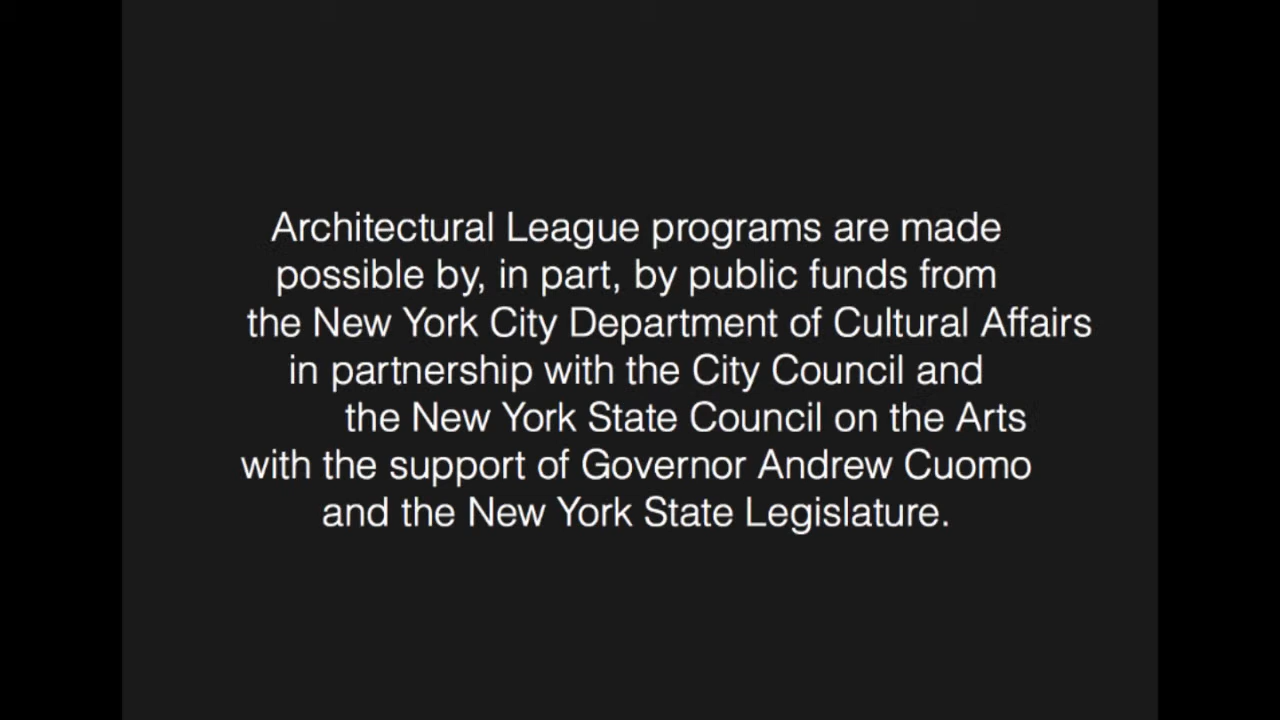 Architectural League programs are made
possible by, in part, by public funds from
the New York City Department of Cultural Affairs
in partnership with the City Council and
the New York State Council on the Arts
with the support of Governor Andrew Cuomo
and the New York State Legislature.